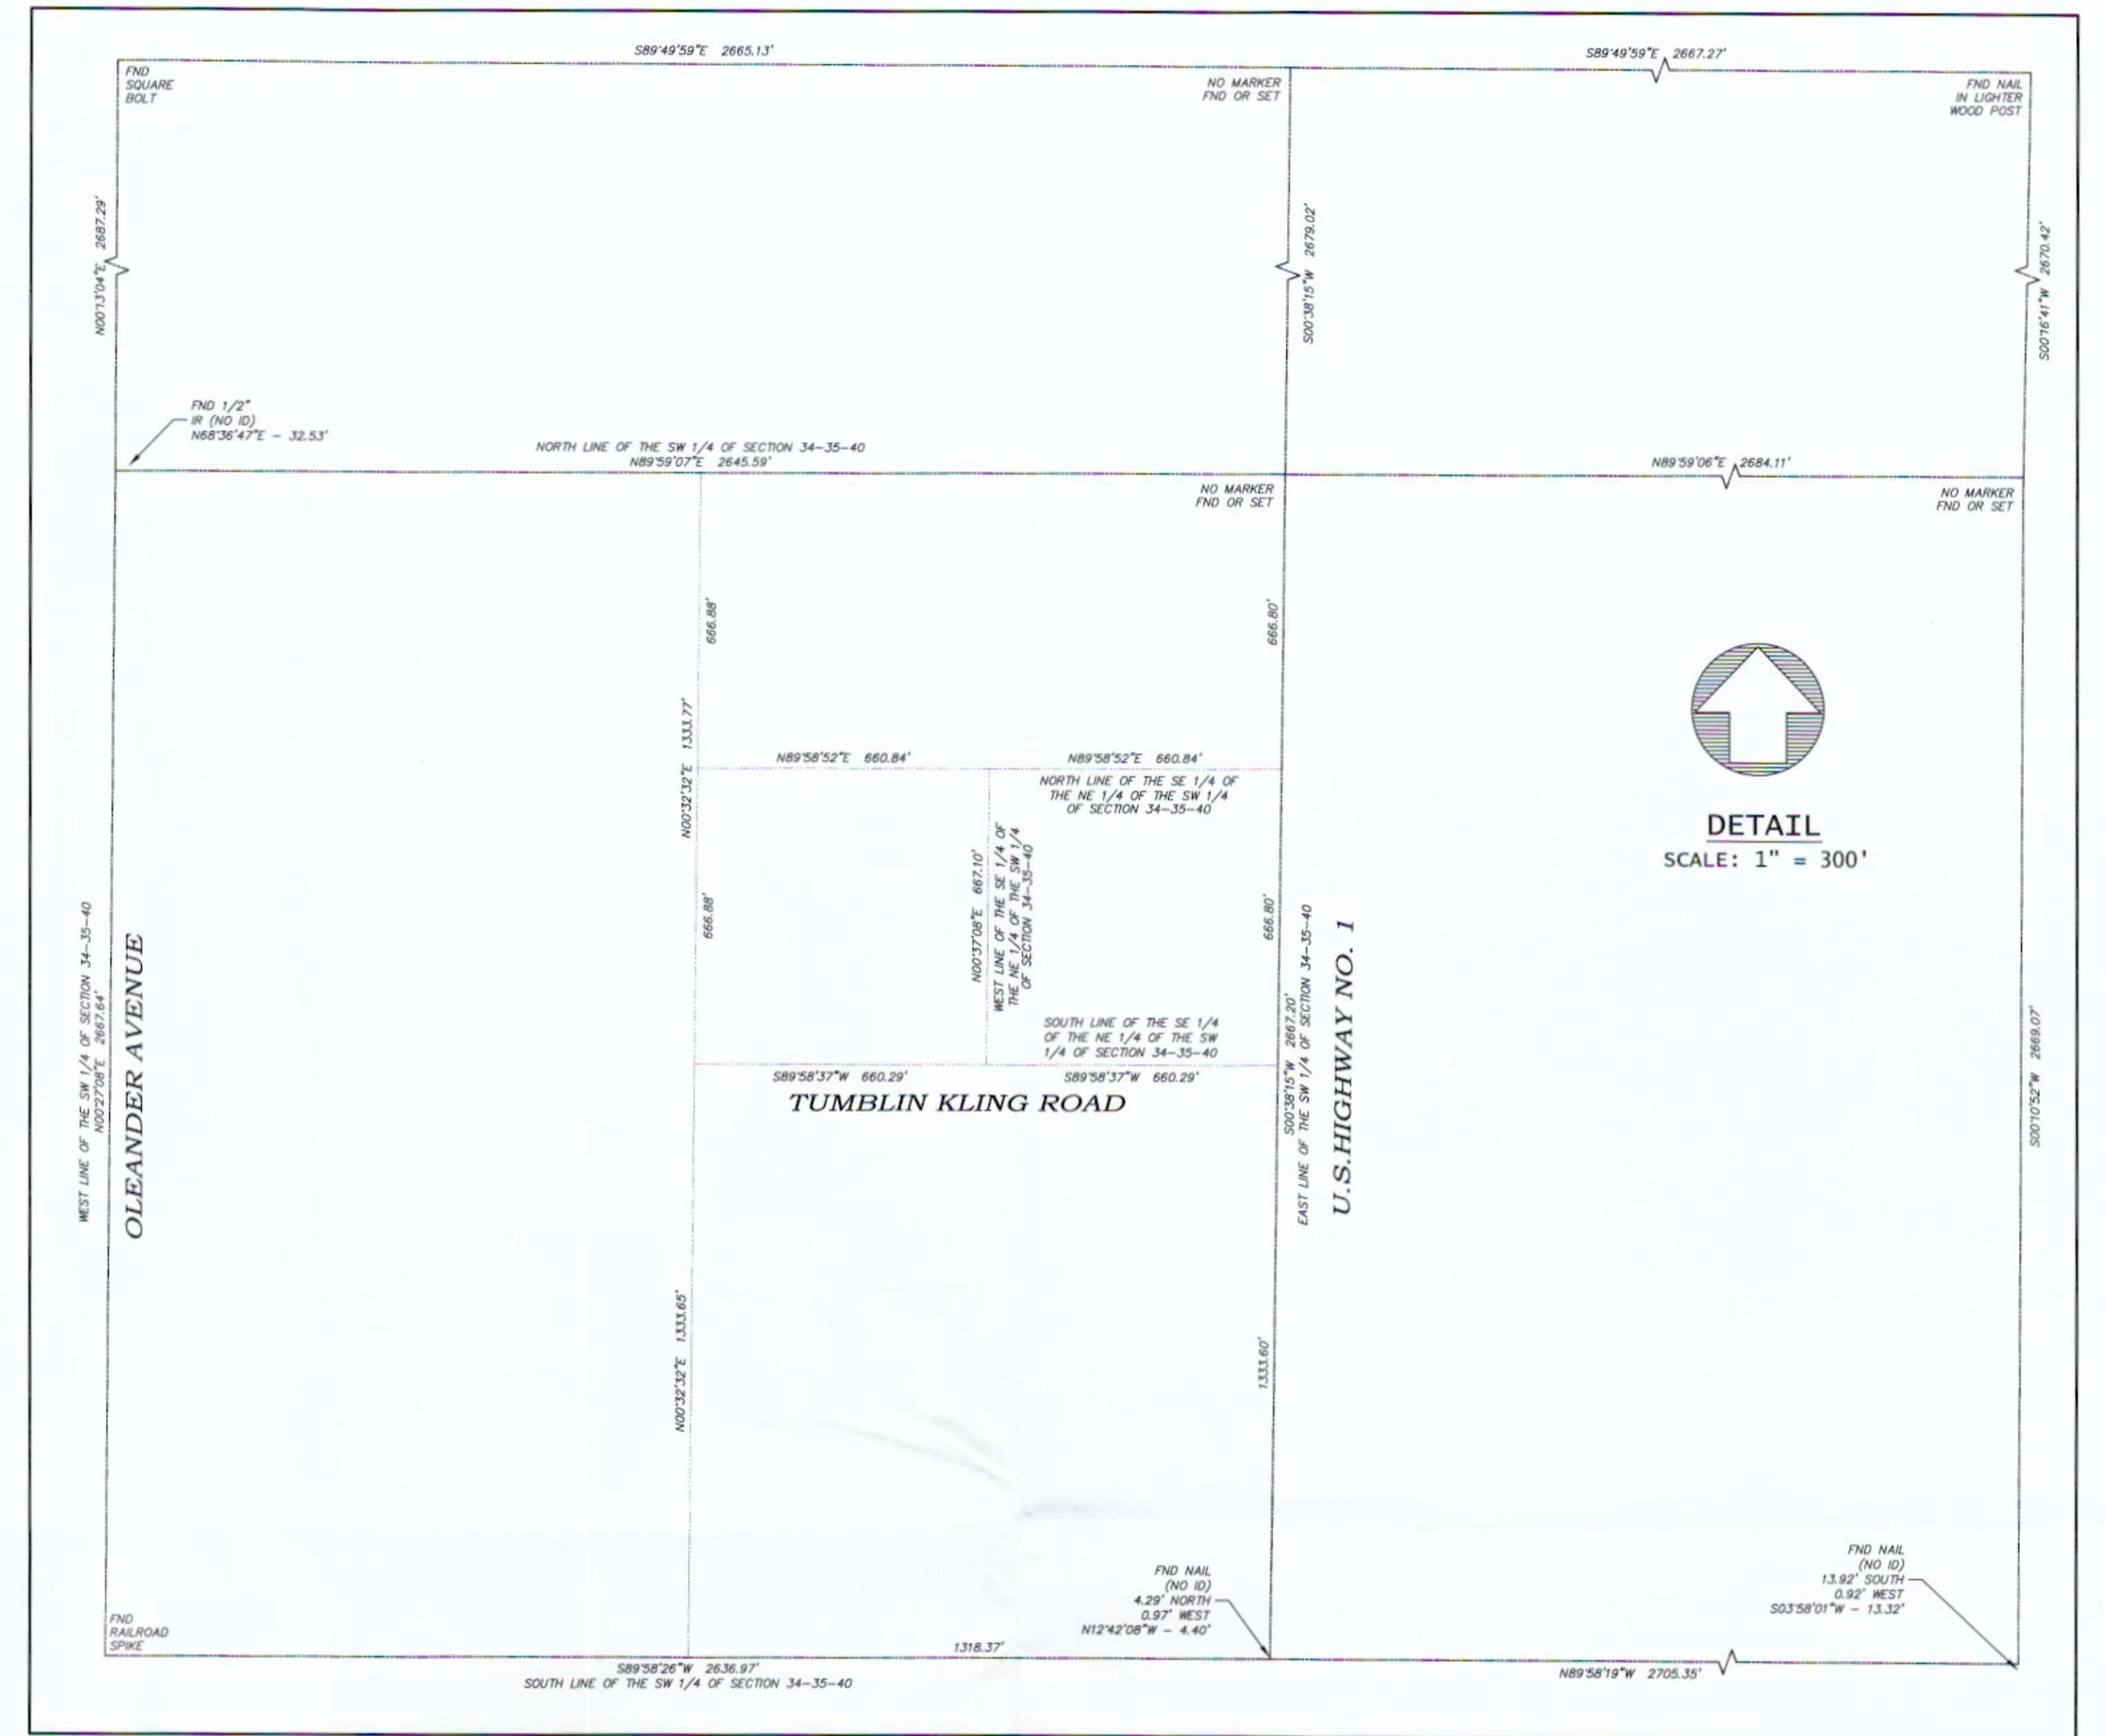 S89°49'59"E 2665.13'
S89°49'59"E 2667.27'
FND
SQUARE
BOLT
NO MARKER
FND OR SET
FND NAIL
IN LIGHTER
WOOD POST
N00°13'04"E 2687.29'
S00°38'15"W 2679.02'
S00°16'41"W 2670.42'
FND 1/2"
IR (NO ID)
N68°36'47"E - 32.53'
NORTH LINE OF THE SW 1/4 OF SECTION 34-35-40
N89°59'07"E 2645.59'
N89°59'06"E 2684.11'
NO MARKER
FND OR SET
NO MARKER
FND OR SET
666.88'
666.80'
N00°32'32"E 1333.77'
N89°58'52"E 660.84'
N89°58'52"E 660.84'
NORTH LINE OF THE SE 1/4 OF
THE NE 1/4 OF THE SW 1/4
OF SECTION 34-35-40
DETAIL
SCALE: 1" = 300'
666.88'
N00°37'08"E 667.10'
WEST LINE OF THE SE 1/4 OF
THE NE 1/4 OF THE SW 1/4
OF SECTION 34-35-40
666.80'
WEST LINE OF THE SW 1/4 OF SECTION 34-35-40
N00°27'08"E 2667.64'
OLEANDER AVENUE
SOUTH LINE OF THE SE 1/4
OF THE NE 1/4 OF THE SW
1/4 OF SECTION 34-35-40
S89°58'37"W 660.29'
S89°58'37"W 660.29'
TUMBLIN KLING ROAD
S00°38'15"W 2667.20'
EAST LINE OF THE SW 1/4 OF SECTION 34-35-40
U.S.HIGHWAY NO. 1
S00°10'52"W 2669.07'
N00°32'32"E 1333.65'
1333.60'
FND
RAILROAD
SPIKE
FND NAIL
(NO ID)
4.29' NORTH
0.97' WEST
N12°42'08"W - 4.40'
FND NAIL
(NO ID)
13.92' SOUTH
0.92' WEST
S03°58'01"W - 13.32'
1318.37'
S89°58'26"W 2636.97'
SOUTH LINE OF THE SW 1/4 OF SECTION 34-35-40
N89°58'19"W 2705.35'